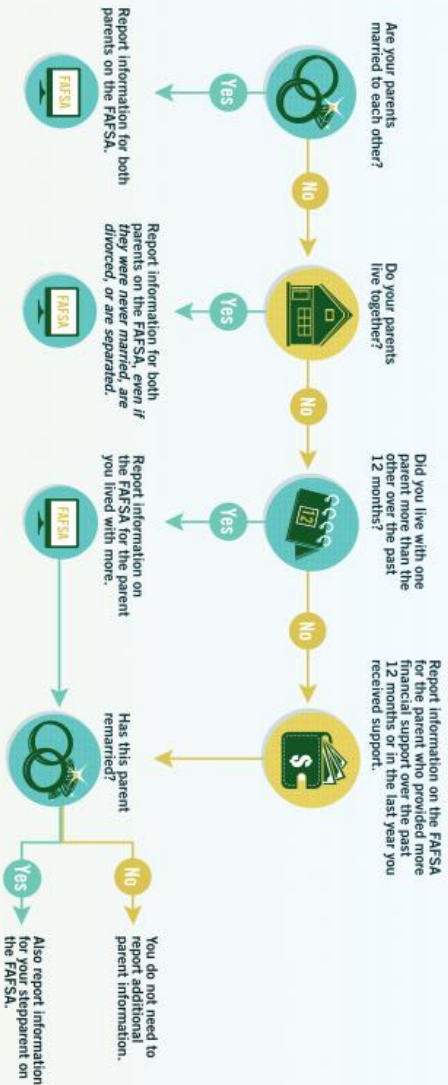 Are your parents
married to each other?
Yes
Report information for both
parents on the FAFSA.
FAFSA
No
Do your parents
live together?
Yes
Report information for both
parents on the FAFSA, even if
they were never married, are
divorced, or are separated.
FAFSA
No
Did you live with one
parent more than the
other over the past
12 months?
12
Yes
Report information on
the FAFSA for the parent
you lived with more.
FAFSA
No
Report information on the FAFSA
for the parent who provided more
financial support over the past
12 months or in the last year you
received support.
$
Has this parent
remarried?
No
You do not need to
report additional
parent information.
Yes
Also report information
for your stepparent on
the FAFSA.